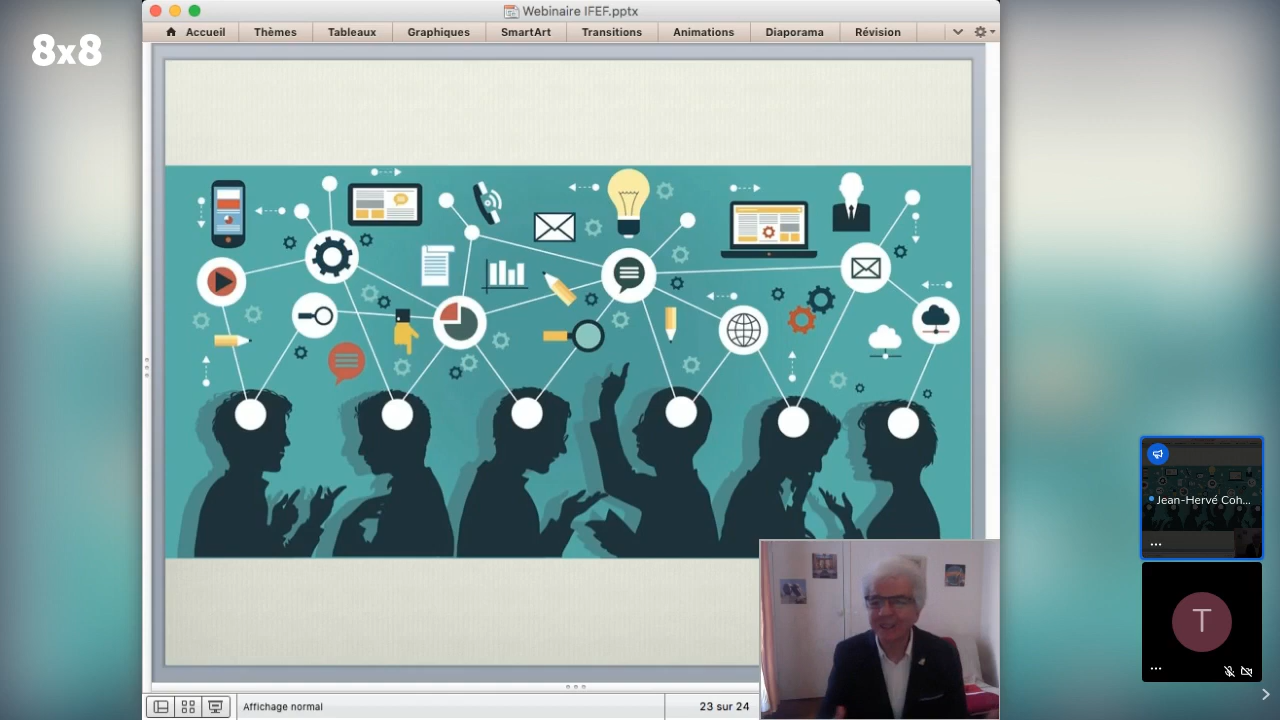 Webinaire IFEF.pptx
8x8
Accueil
Thèmes
Tableaux
Graphiques
SmartArt
Transitions
Animations
Diaporama
Révision
Jean-Hervé Coh...
T
Affichage normal
23 sur 24